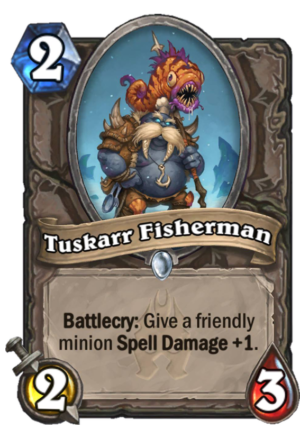 2
Tuskarr Fisherman
Battlecry: Give a friendly
minion Spell Damage +1.
2
3